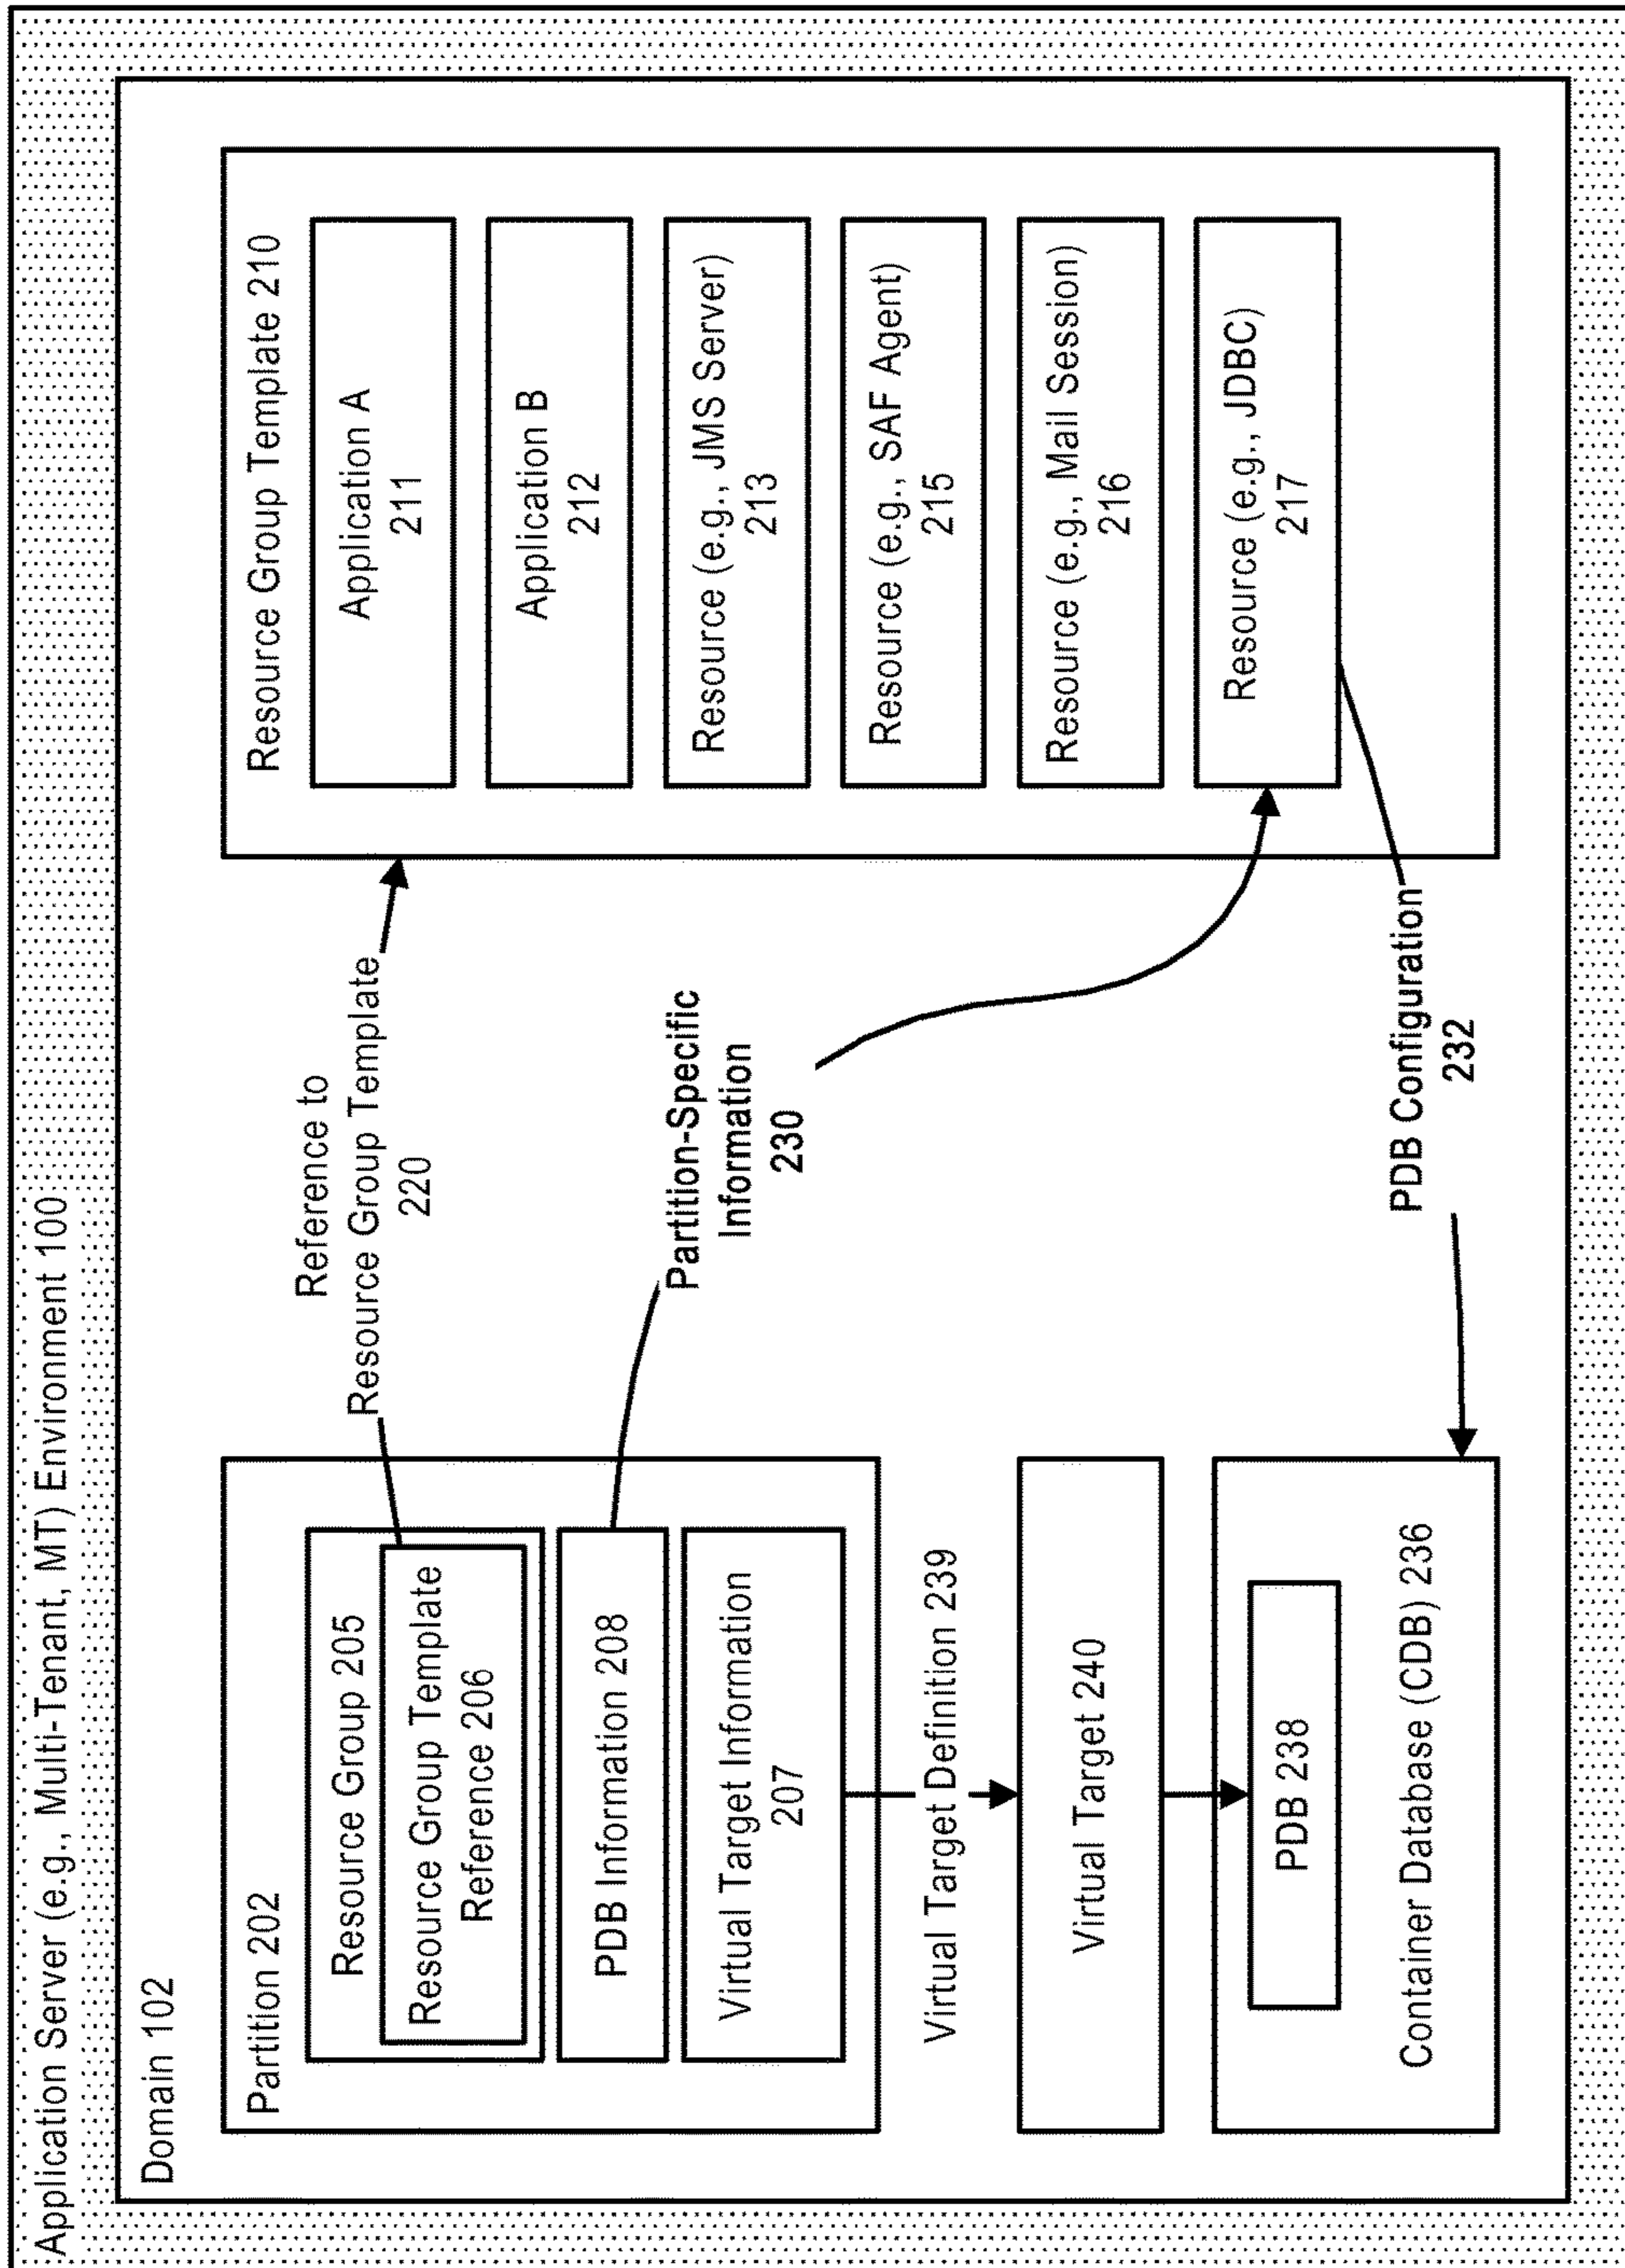 Application Server (e.g., Multi-Tenant, MT) Environment 100
Domain 102
Partition 202
Resource Group 205
Resource Group Template
Reference 206
PDB Information 208
Virtual Target Information
207
Virtual Target Definition 239
Virtual Target 240
PDB 238
Container Database (CDB) 236
Reference to
Resource Group Template
220
Partition-Specific
Information
230
PDB Configuration
232
Resource Group Template 210
Application A
211
Application B
212
Resource (e.g., JMS Server)
213
Resource (e.g., SAF Agent)
215
Resource (e.g., Mail Session)
216
Resource (e.g., JDBC)
217